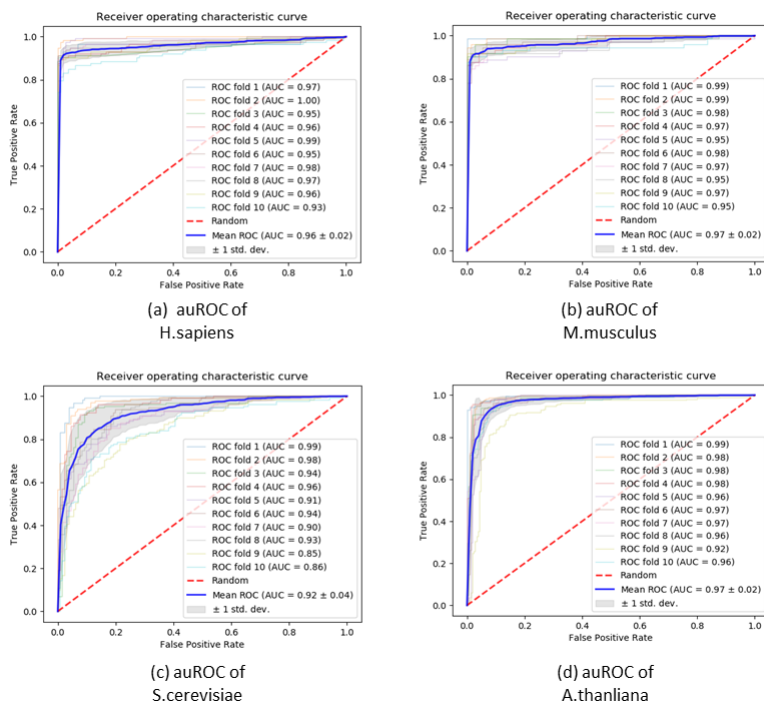 Receiver operating characteristic curve
1.0
0.8
0.6
0.4
0.2
0.0
True Positive Rate
ROC fold 1 (AUC = 0.97)
ROC fold 2 (AUC = 1.00)
ROC fold 3 (AUC = 0.95)
ROC fold 4 (AUC = 0.96)
ROC fold 5 (AUC = 0.99)
ROC fold 6 (AUC = 0.95)
ROC fold 7 (AUC = 0.98)
ROC fold 8 (AUC = 0.97)
ROC fold 9 (AUC = 0.96)
ROC fold 10 (AUC = 0.93)
Random
Mean ROC (AUC = 0.96 ± 0.02)
± 1 std. dev.
0.0 0.2 0.4 0.6 0.8 1.0
False Positive Rate
(a) auROC of
H.sapiens
Receiver operating characteristic curve
1.0
0.8
0.6
0.4
0.2
0.0
True Positive Rate
ROC fold 1 (AUC = 0.99)
ROC fold 2 (AUC = 0.99)
ROC fold 3 (AUC = 0.98)
ROC fold 4 (AUC = 0.97)
ROC fold 5 (AUC = 0.95)
ROC fold 6 (AUC = 0.98)
ROC fold 7 (AUC = 0.97)
ROC fold 8 (AUC = 0.95)
ROC fold 9 (AUC = 0.97)
ROC fold 10 (AUC = 0.95)
Random
Mean ROC (AUC = 0.97 ± 0.02)
± 1 std. dev.
0.0 0.2 0.4 0.6 0.8 1.0
False Positive Rate
(b) auROC of
M.musculus
Receiver operating characteristic curve
1.0
0.8
0.6
0.4
0.2
0.0
True Positive Rate
ROC fold 1 (AUC = 0.99)
ROC fold 2 (AUC = 0.98)
ROC fold 3 (AUC = 0.94)
ROC fold 4 (AUC = 0.96)
ROC fold 5 (AUC = 0.91)
ROC fold 6 (AUC = 0.94)
ROC fold 7 (AUC = 0.90)
ROC fold 8 (AUC = 0.93)
ROC fold 9 (AUC = 0.85)
ROC fold 10 (AUC = 0.86)
Random
Mean ROC (AUC = 0.92 ± 0.04)
± 1 std. dev.
0.0 0.2 0.4 0.6 0.8 1.0
False Positive Rate
(c) auROC of
S.cerevisiae
Receiver operating characteristic curve
1.0
0.8
0.6
0.4
0.2
0.0
True Positive Rate
ROC fold 1 (AUC = 0.99)
ROC fold 2 (AUC = 0.98)
ROC fold 3 (AUC = 0.98)
ROC fold 4 (AUC = 0.98)
ROC fold 5 (AUC = 0.96)
ROC fold 6 (AUC = 0.97)
ROC fold 7 (AUC = 0.97)
ROC fold 8 (AUC = 0.96)
ROC fold 9 (AUC = 0.92)
ROC fold 10 (AUC = 0.96)
Random
Mean ROC (AUC = 0.97 ± 0.02)
± 1 std. dev.
0.0 0.2 0.4 0.6 0.8 1.0
False Positive Rate
(d) auROC of
A.thanliana